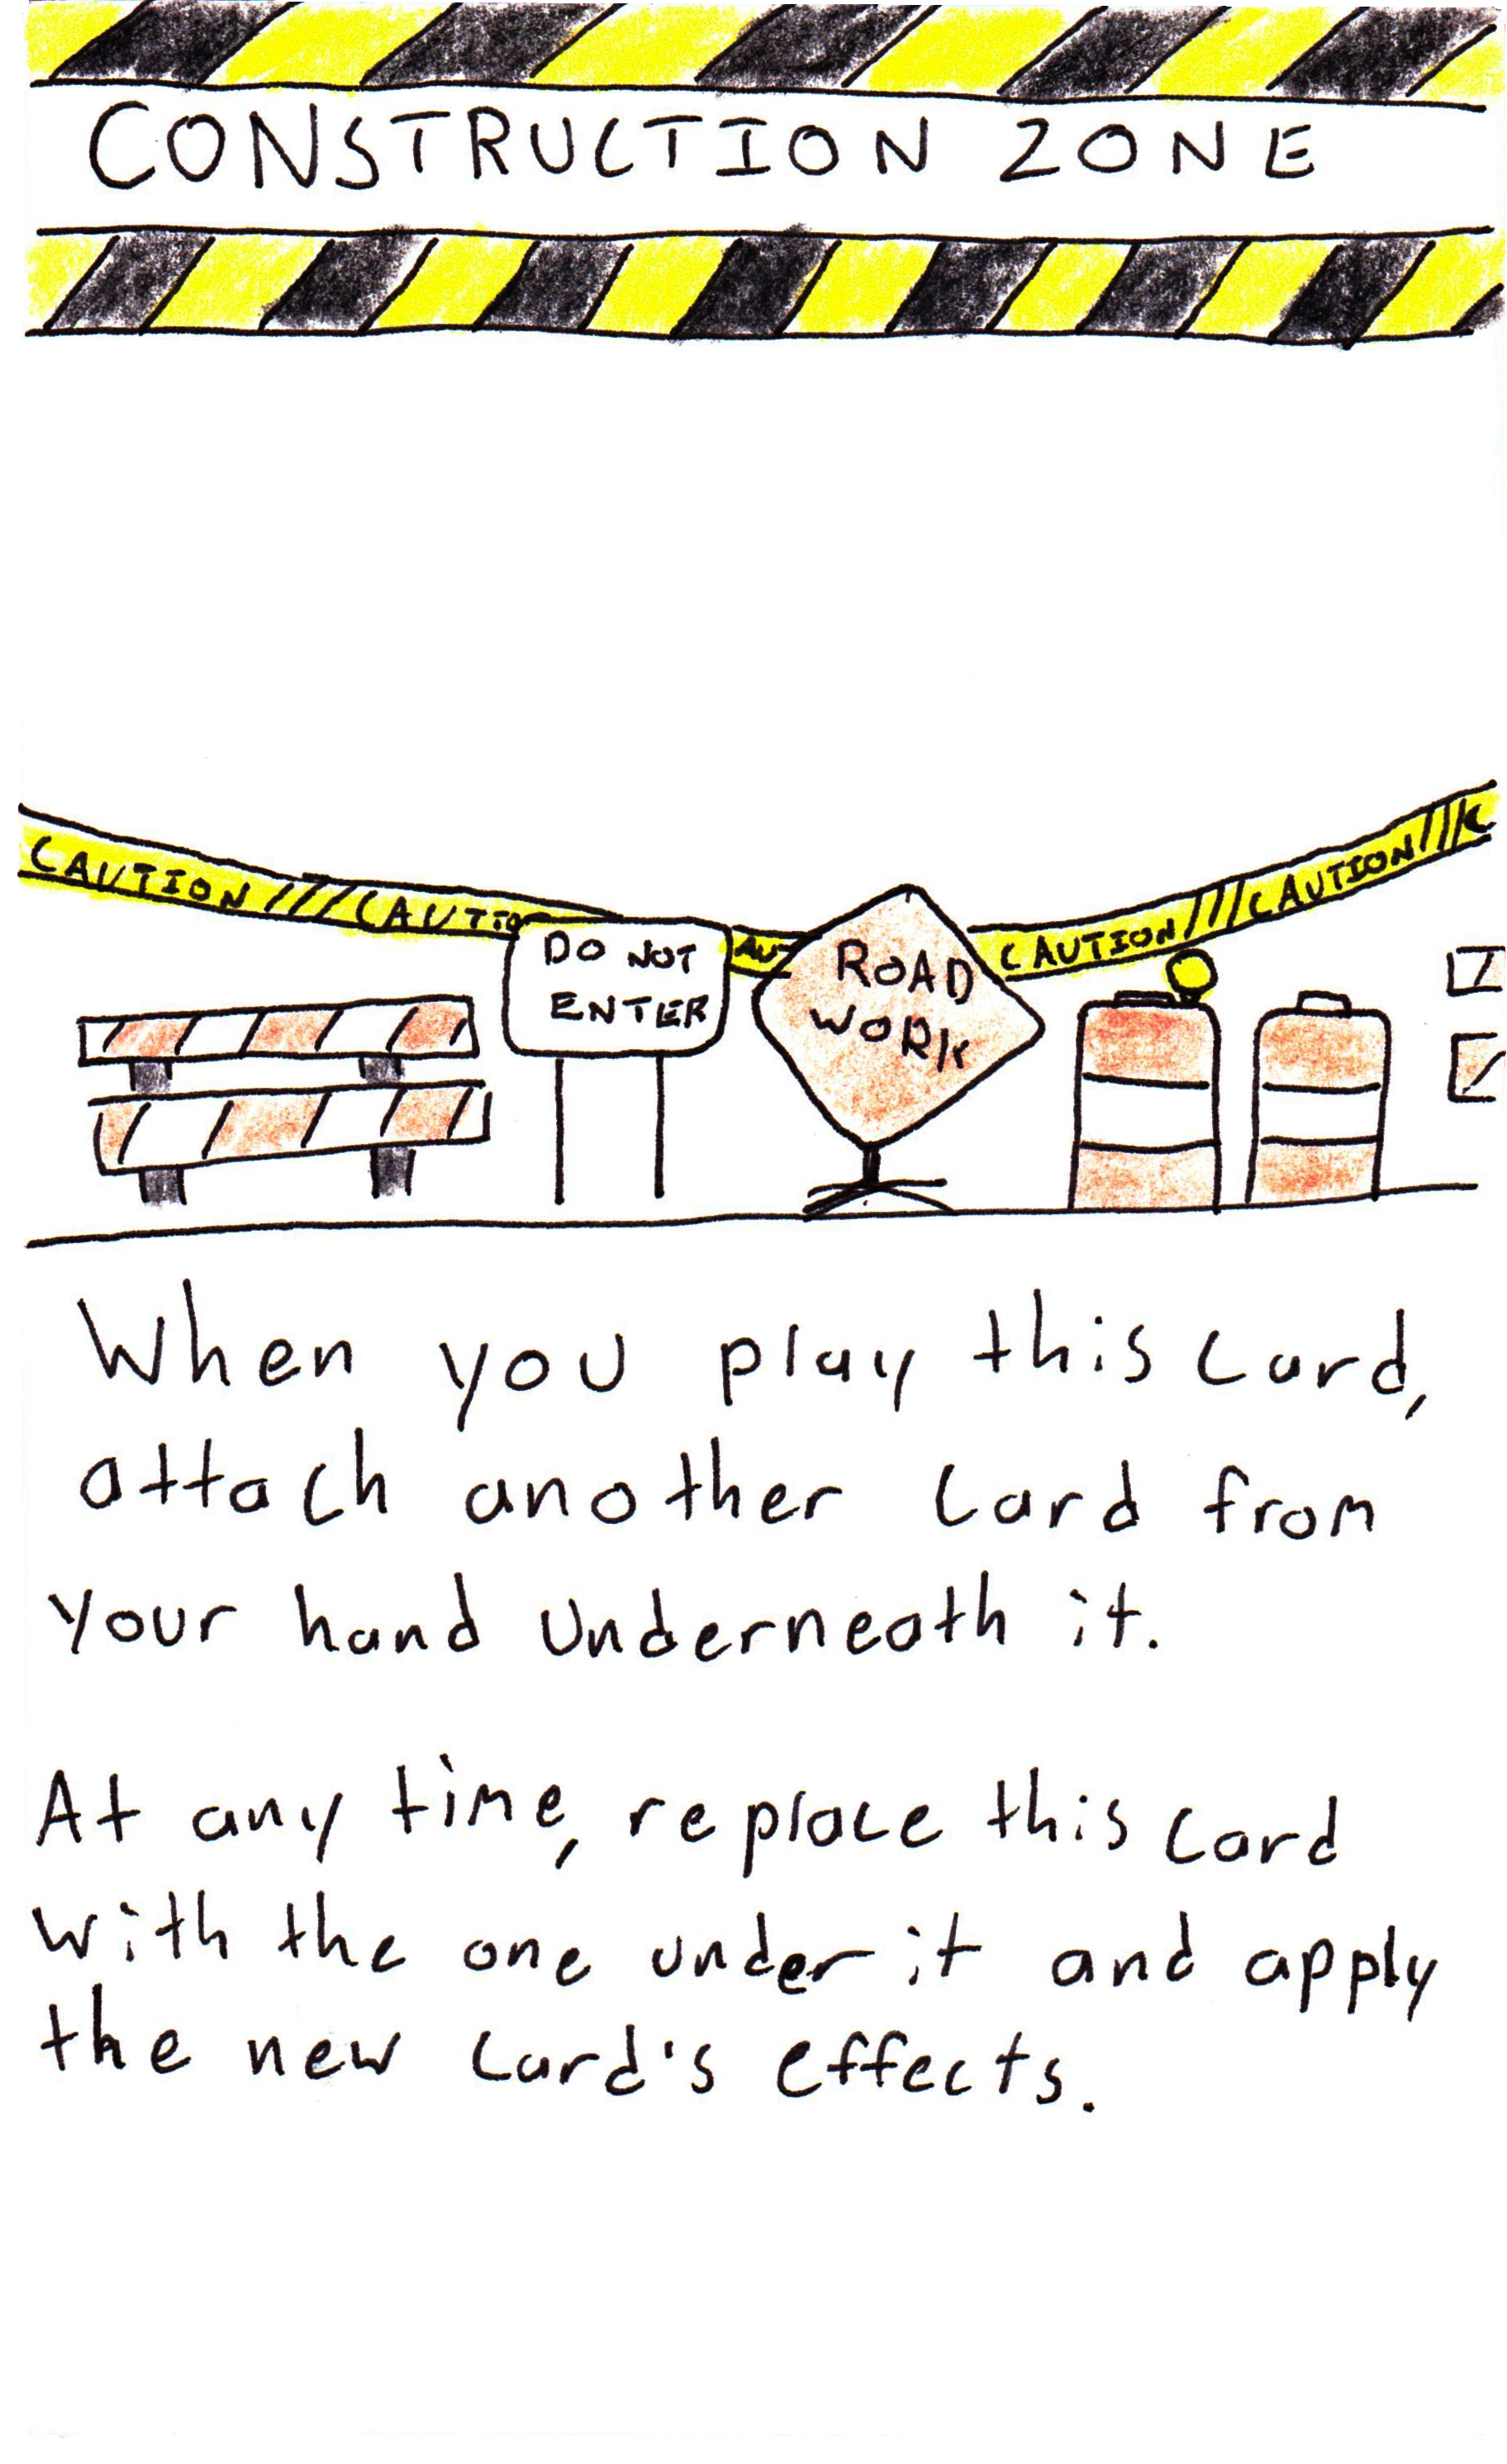 CONSTRUCTION ZONE
CAUTION///CAUTIO
AU
CAUTION///CAUTION///C
DO NOT
ENTER
ROAD
WORK
When you play this card,
attach another card from
your hand underneath it.
At any time, replace this card
with the one under it and apply
the new card's effects.